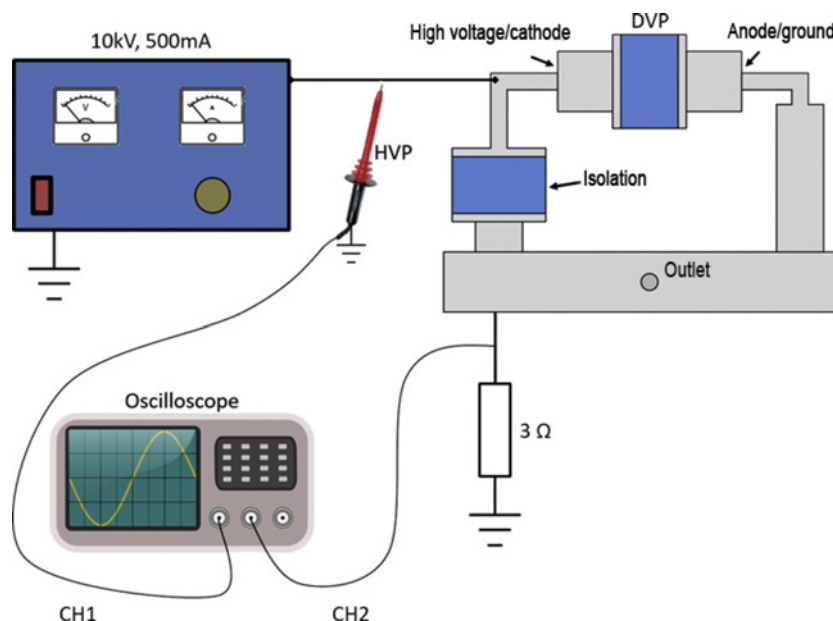 10kV, 500mA
V
A
High voltage/cathode
DVP
Anode/ground
HVP
Isolation
Outlet
Oscilloscope
3 Ω
CH1
CH2